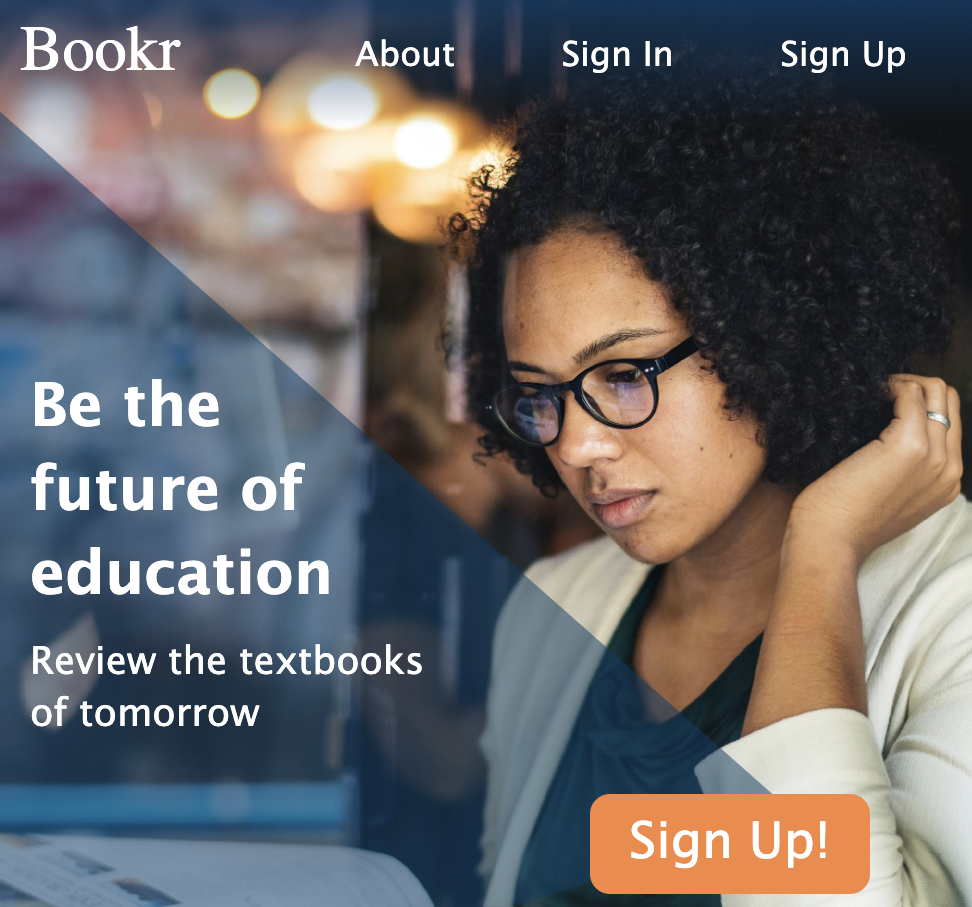 Bookr
About
Sign In
Sign Up
Be the
future of
education
Review the textbooks
of tomorrow
Sign Up!